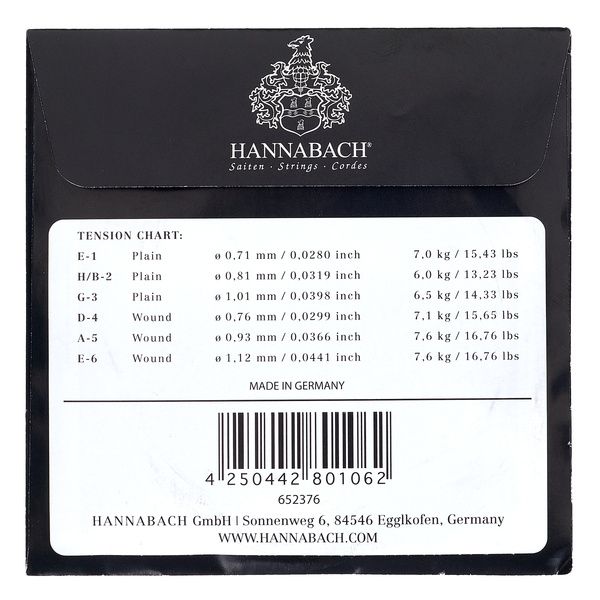 HANNABACH®
Saiten · Strings · Cordes
TENSION CHART:
E-1 Plain ø 0,71 mm / 0,0280 inch 7,0 kg / 15,43 lbs
H/B-2 Plain ø 0,81 mm / 0,0319 inch 6,0 kg / 13,23 lbs
G-3 Plain ø 1,01 mm / 0,0398 inch 6,5 kg / 14,33 lbs
D-4 Wound ø 0,76 mm / 0,0299 inch 7,1 kg / 15,65 lbs
A-5 Wound ø 0,93 mm / 0,0366 inch 7,6 kg / 16,76 lbs
E-6 Wound ø 1,12 mm / 0,0441 inch 7,6 kg / 16,76 lbs
MADE IN GERMANY
4 250442 801062
652376
HANNABACH GmbH | Sonnenweg 6, 84546 Egglkofen, Germany
WWW.HANNABACH.COM